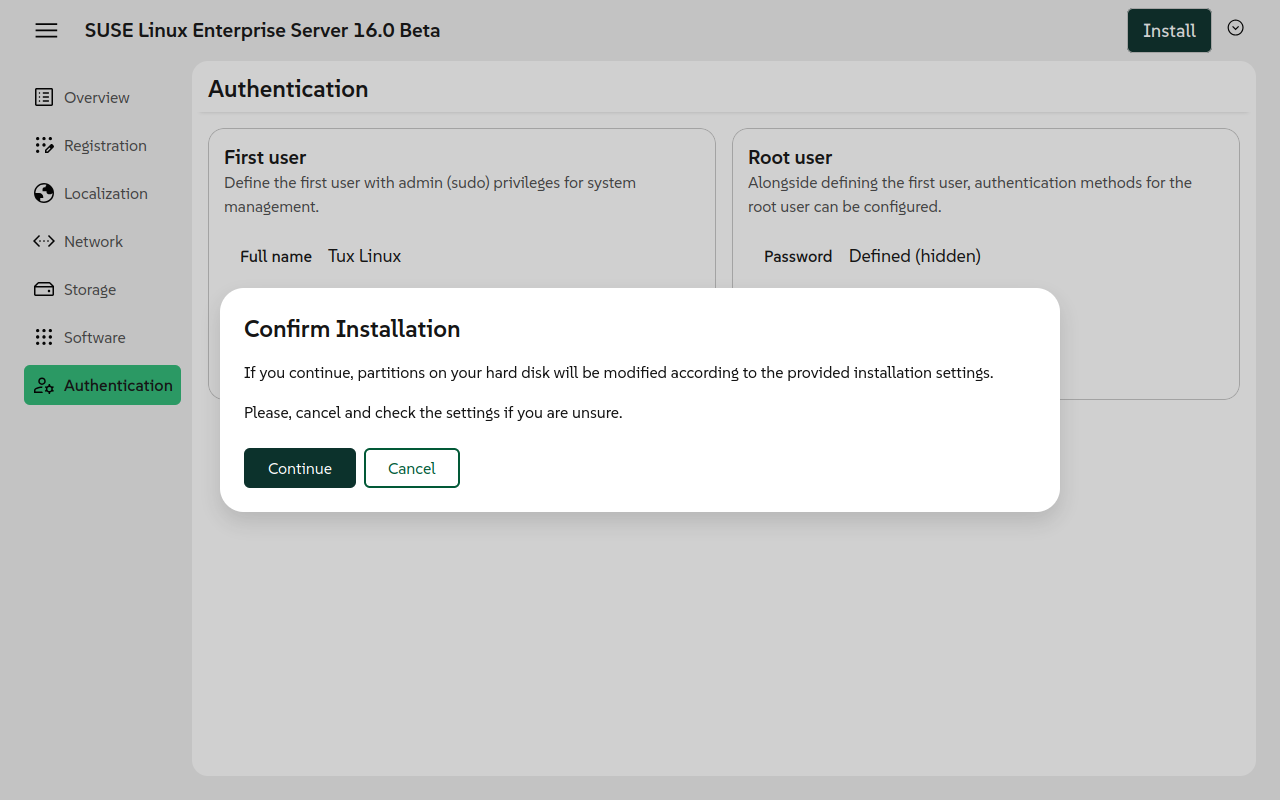 SUSE Linux Enterprise Server 16.0 Beta
Install
Overview
Registration
Localization
Network
Storage
Software
Authentication
Authentication
First user
Define the first user with admin (sudo) privileges for system
management.
Full name Tux Linux
Root user
Alongside defining the first user, authentication methods for the
root user can be configured.
Password Defined (hidden)
Confirm Installation
If you continue, partitions on your hard disk will be modified according to the provided installation settings.
Please, cancel and check the settings if you are unsure.
Continue
Cancel